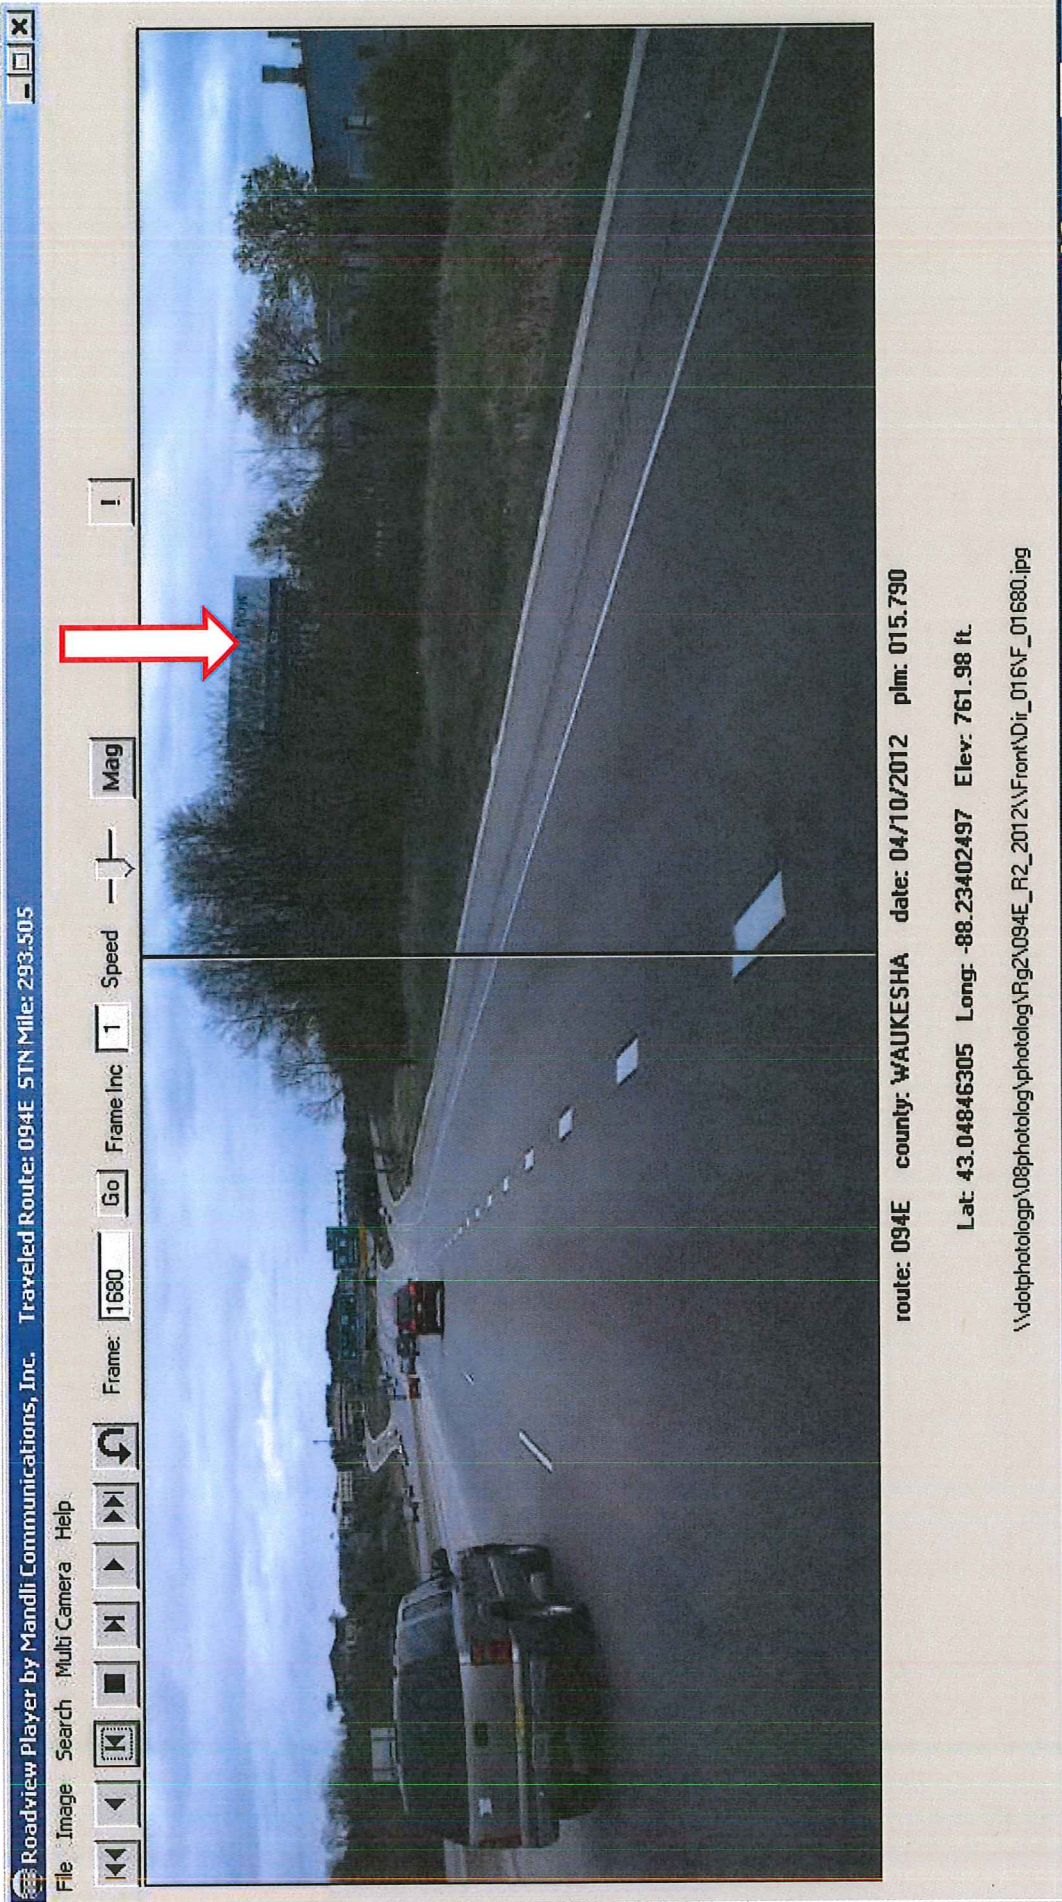 Roadview Player by Mandli Communications, Inc.    Traveled Route: 094E  STN Mile: 293.505
File  Image  Search  Multi Camera  Help
Frame: 1680  Go  Frame Inc  1  Speed  Mag  !
route: 094E    county: WAUKESHA    date: 04/10/2012    plm: 015.790
Lat: 43.04846305   Long: -88.23402497   Elev: 761.98 ft.
\\dotphotologp\08photolog\photolog\Rg2\094E_R2_2012\\Front\Dir_016\F_01680.jpg